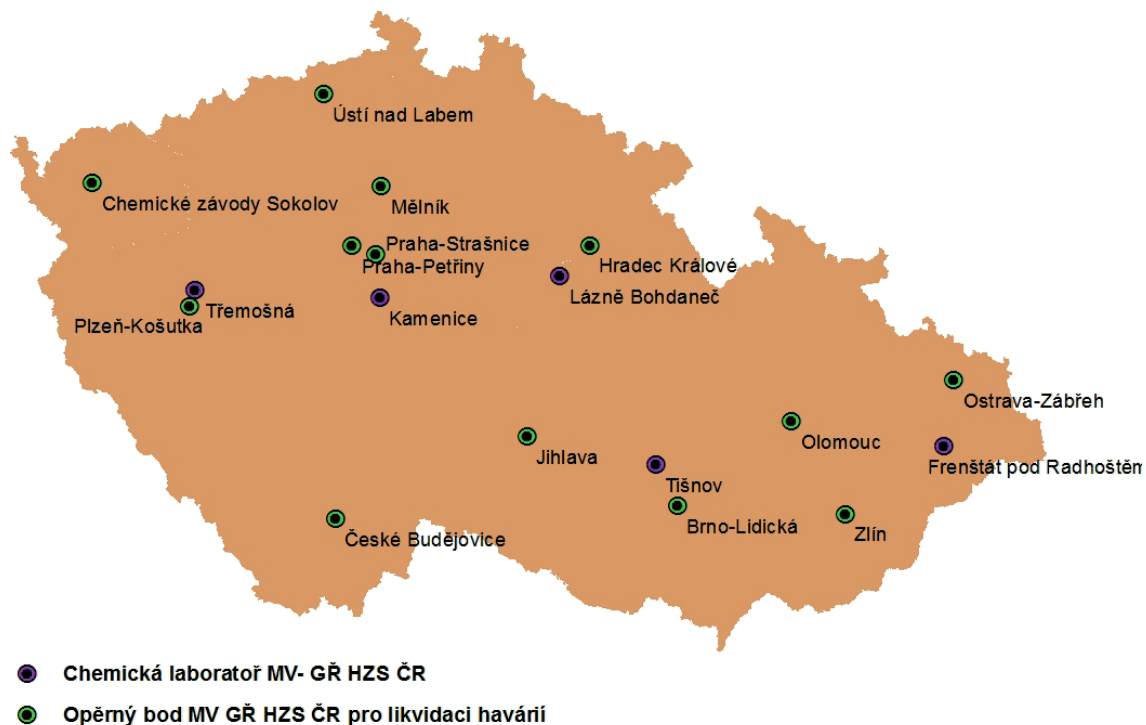 Ústí nad Labem
Chemické závody Sokolov
Mělník
Praha-Strašnice
Praha-Petřiny
Hradec Králové
Lázně Bohdaneč
Třemošná
Kamenice
Plzeň-Košutka
Ostrava-Zábřeh
Olomouc
Jihlava
Frenštát pod Radhoštěm
Tišnov
Brno-Lidická
Zlín
České Budějovice
Chemická laboratoř MV- GŘ HZS ČR
Opěrný bod MV GŘ HZS ČR pro likvidaci havárií